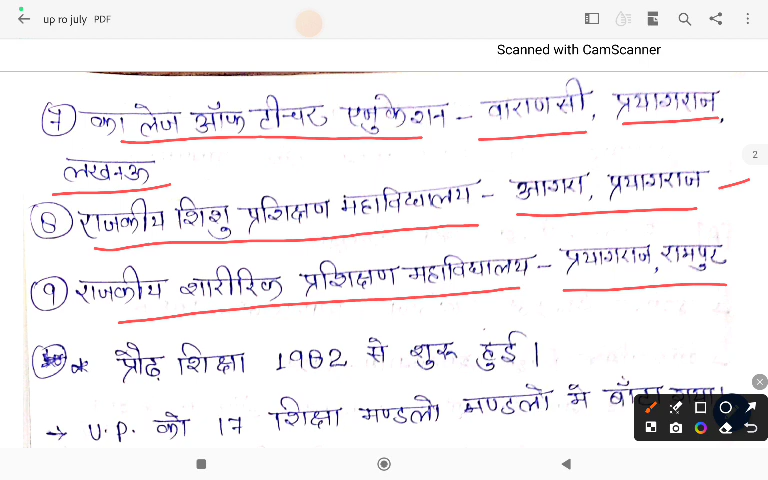 up ro july PDF
Scanned with CamScanner
⑦ कालेज ऑफ टीचर एजुकेशन – वाराणसी, प्रयागराज,
2
लखनऊ
⑧ राजकीय शिशु प्रशिक्षण महाविद्यालय – आगरा, प्रयागराज
⑨ राजकीय शारीरिक प्रशिक्षण महाविद्यालय – प्रयागराज, रामपुर
* प्रौढ़ शिक्षा 1982 से शुरू हुई।
→ U.P. को 17 शिक्षा मण्डलो मण्डलो मे बाँटा गया।